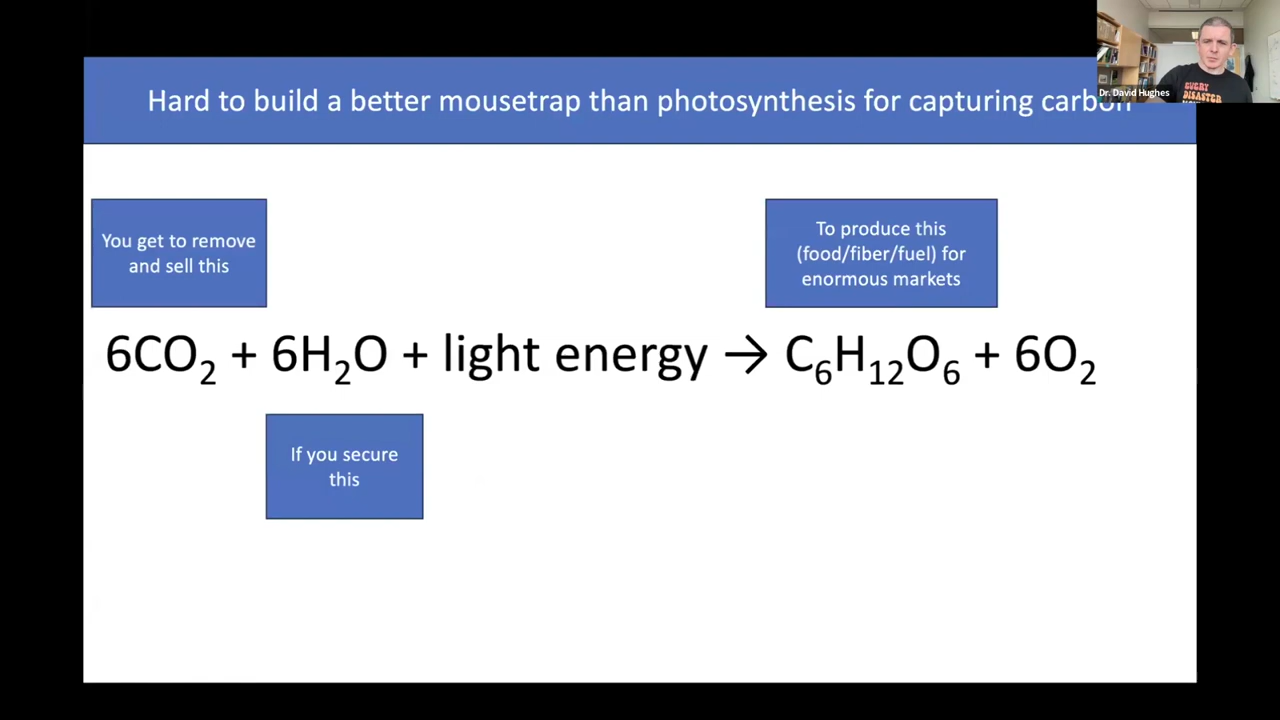 Hard to build a better mousetrap than photosynthesis for capturing carbon
Dr. David Hughes
EVERY
DISASTER
You get to remove
and sell this
To produce this
(food/fiber/fuel) for
enormous markets
6CO₂ + 6H₂O + light energy → C₆H₁₂O₆ + 6O₂
If you secure
this